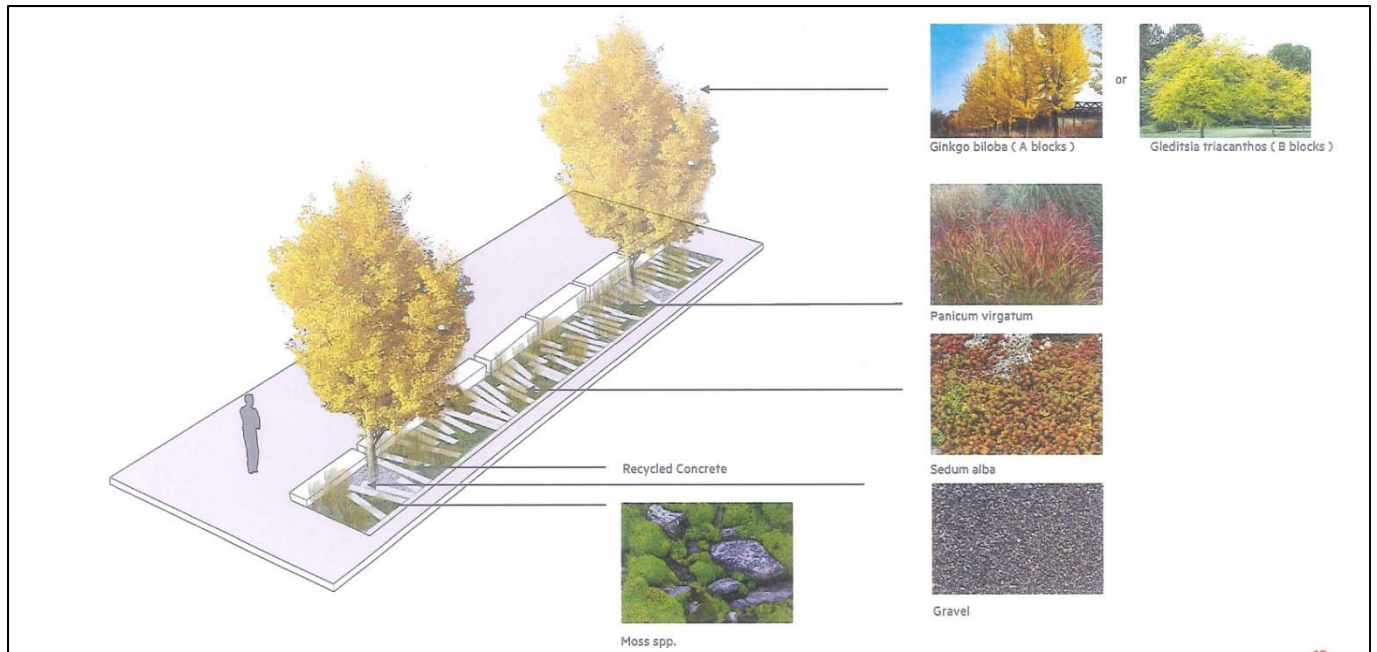 or
Ginkgo biloba ( A blocks )
Gleditsia triacanthos ( B blocks )
Panicum virgatum
Sedum alba
Recycled Concrete
Gravel
Moss spp.